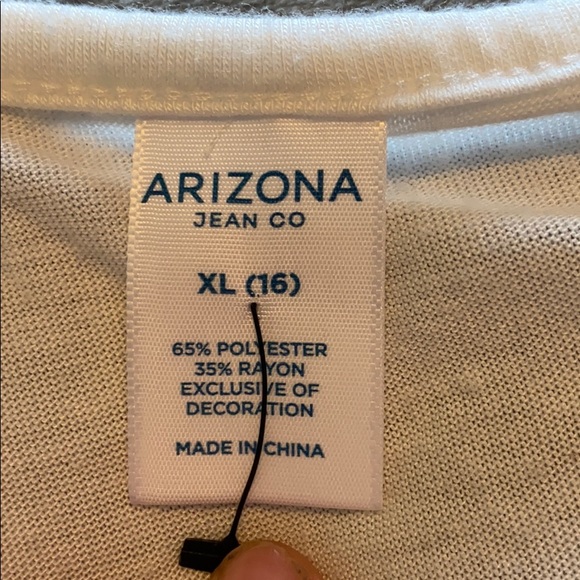 ARIZONA
JEAN CO
XL (16)
65% POLYESTER
35% RAYON
EXCLUSIVE OF
DECORATION
MADE IN CHINA